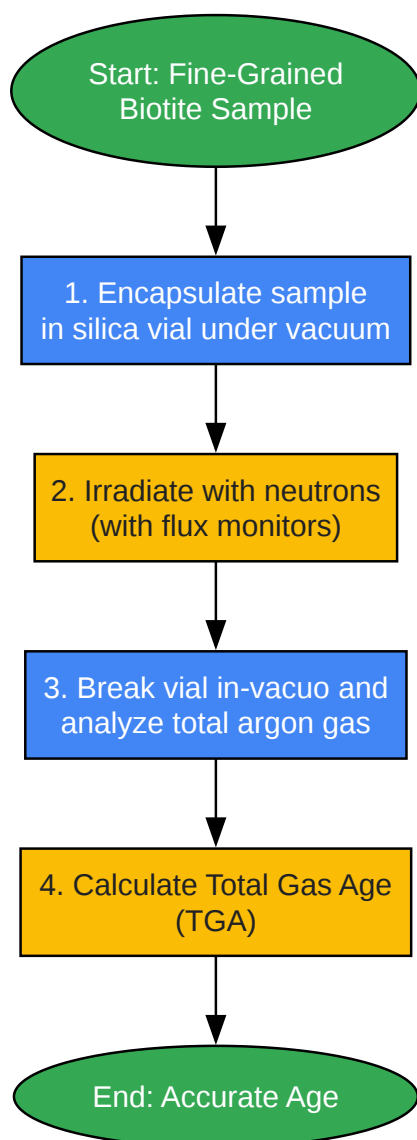 Start: Fine-Grained
Biotite Sample
1. Encapsulate sample
in silica vial under vacuum
2. Irradiate with neutrons
(with flux monitors)
3. Break vial in-vacuo and
analyze total argon gas
4. Calculate Total Gas Age
(TGA)
End: Accurate Age